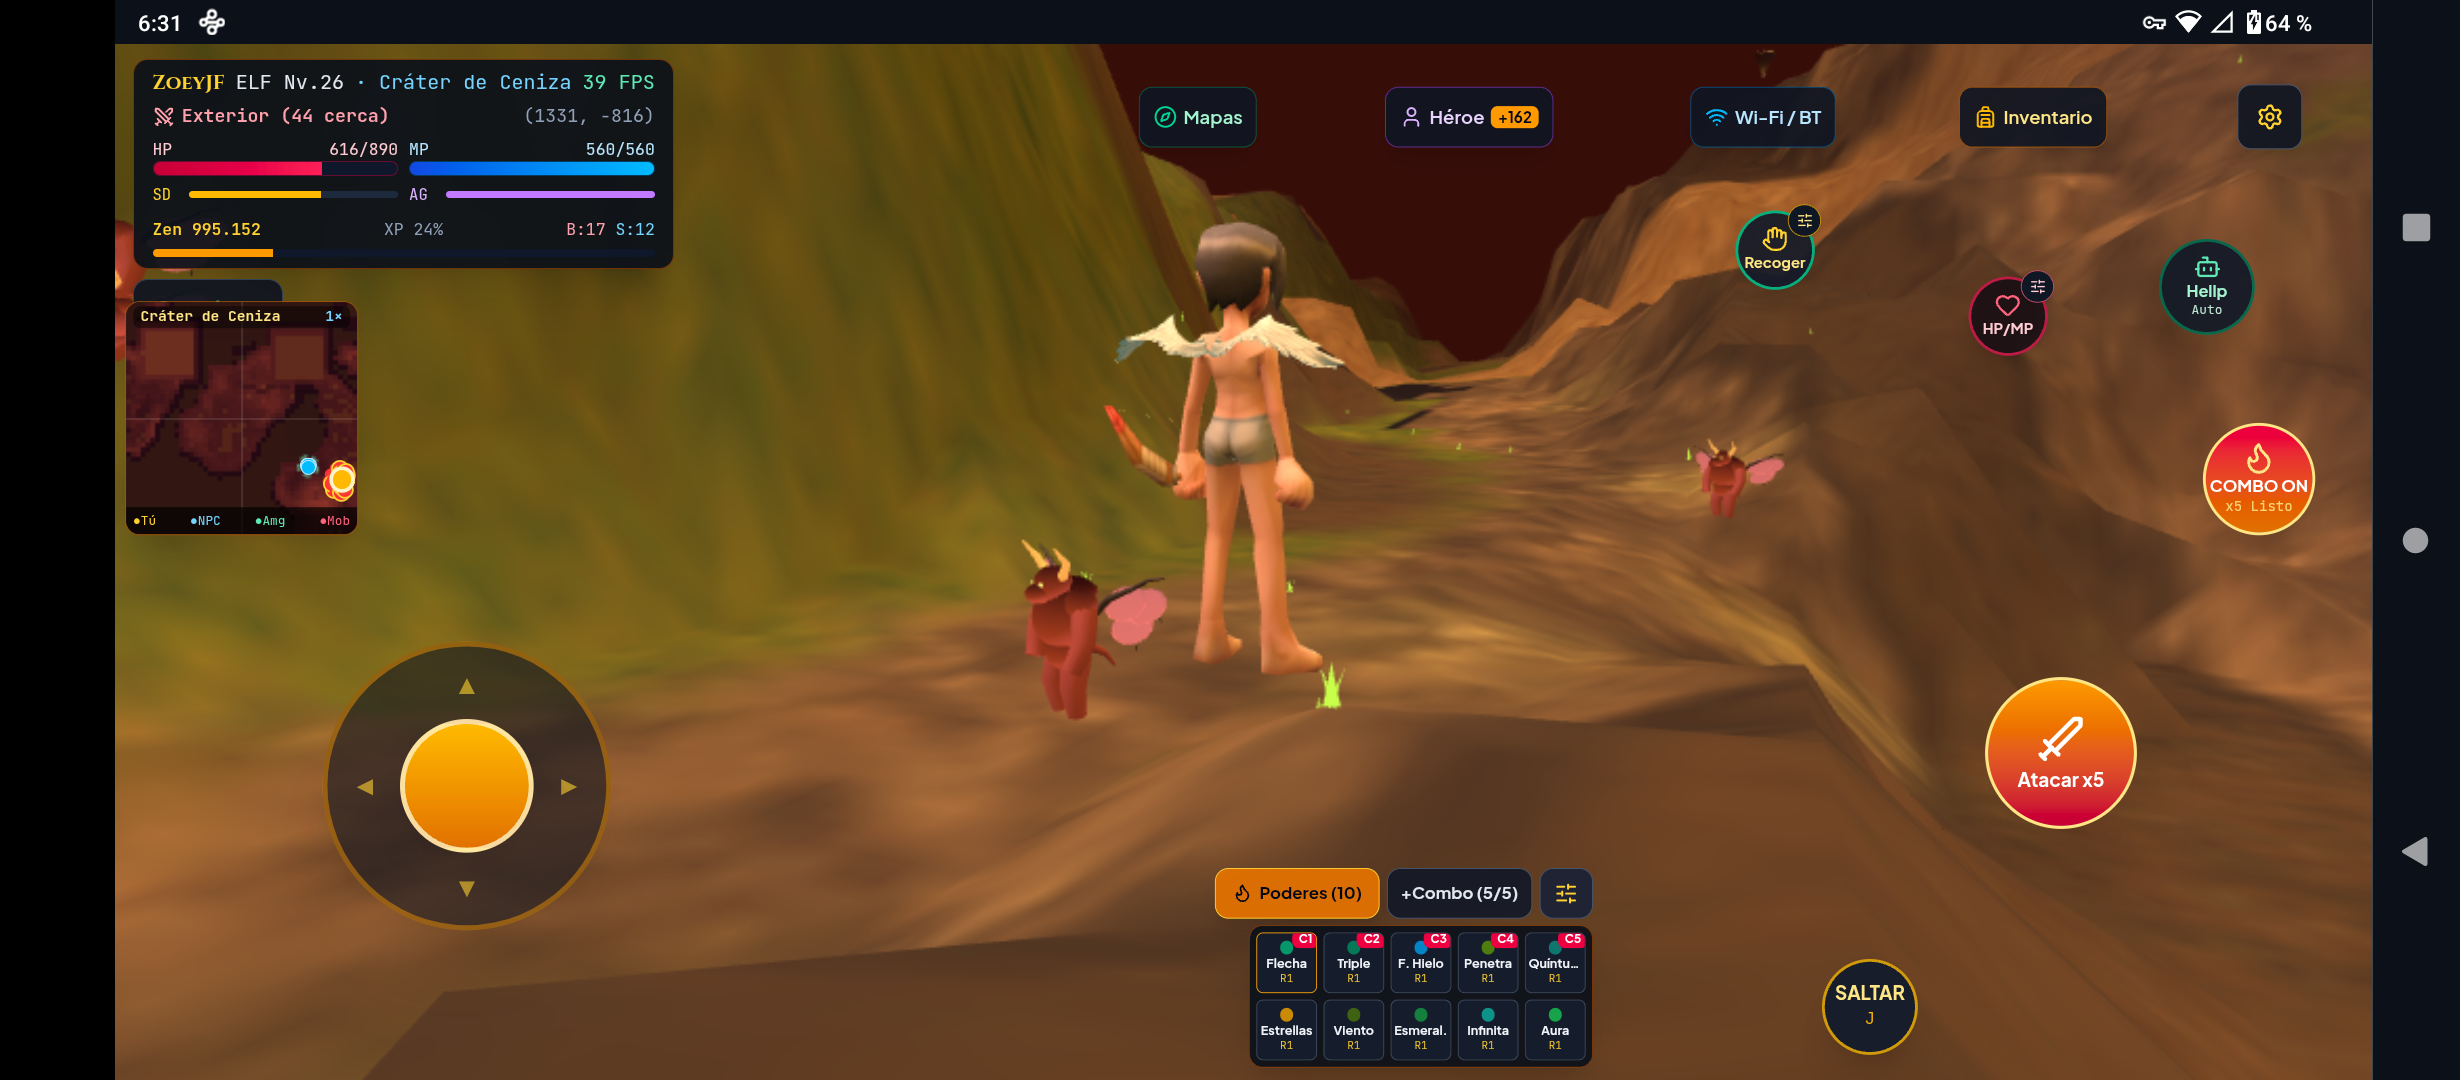 6:31
64 %
ZOEYJF ELF Nv.26 · Cráter de Ceniza 39 FPS
Exterior (44 cerca) (1331, -816)
HP 616/890 MP 560/560
SD AG
Zen 995.152 XP 24% B:17 S:12
Mapas
Héroe +162
Wi-Fi / BT
Inventario
Recoger
HP/MP
Hellp
Auto
Cráter de Ceniza 1×
Tú NPC Amg Mob
COMBO ON
x5 Listo
Atacar x5
Poderes (10) +Combo (5/5)
C1 C2 C3 C4 C5
Flecha Triple F. Hielo Penetra Quíntu...
R1 R1 R1 R1 R1
Estrellas Viento Esmeral. Infinita Aura
R1 R1 R1 R1 R1
SALTAR
J